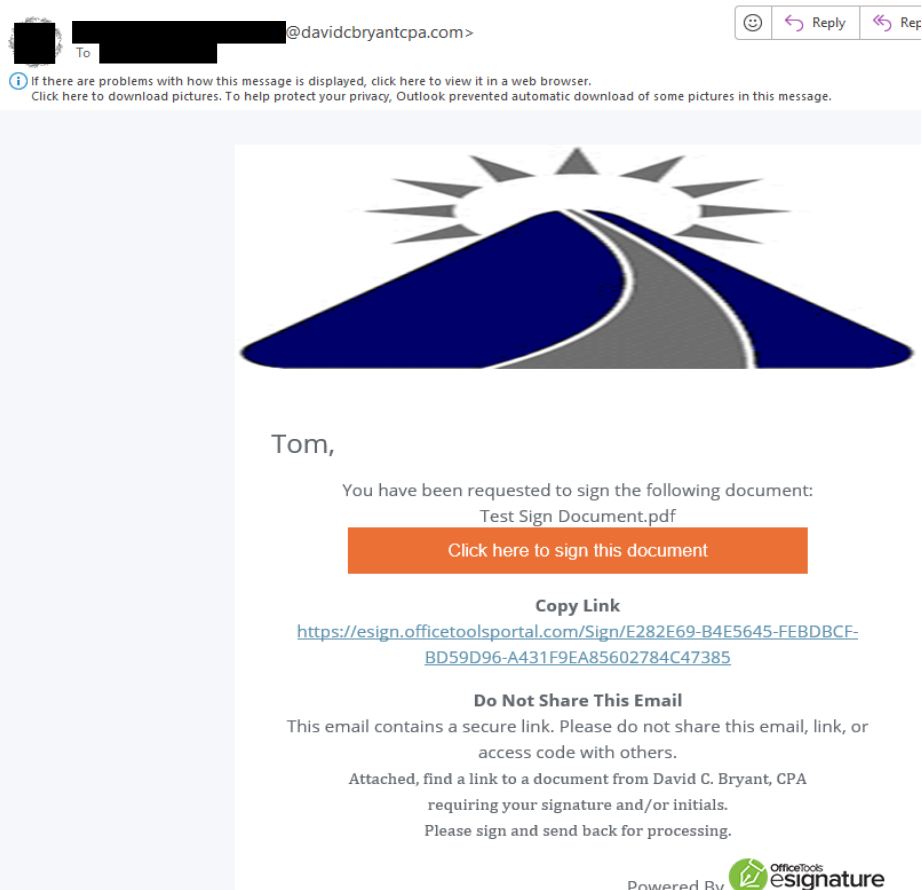 @davidcbryantcpa.com>
Reply
Rep
To
If there are problems with how this message is displayed, click here to view it in a web browser.
Click here to download pictures. To help protect your privacy, Outlook prevented automatic download of some pictures in this message.
Tom,
You have been requested to sign the following document:
Test Sign Document.pdf
Click here to sign this document
Copy Link
https://esign.officetoolsportal.com/Sign/E282E69-B4E5645-FEBDBCF-
BD59D96-A431F9EA85602784C47385
Do Not Share This Email
This email contains a secure link. Please do not share this email, link, or
access code with others.
Attached, find a link to a document from David C. Bryant, CPA
requiring your signature and/or initials.
Please sign and send back for processing.
Powered By
OfficeTools
esignature